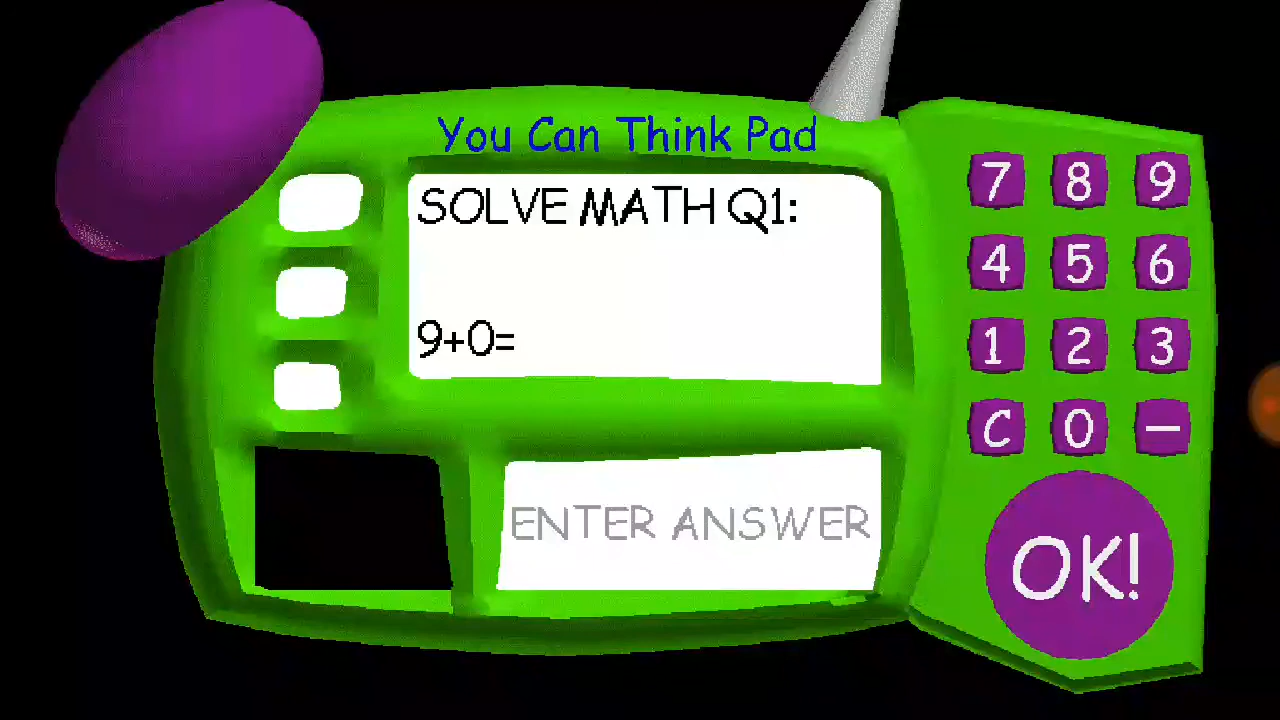 You Can Think Pad
SOLVE MATH Q1:
9+0=
ENTER ANSWER
7 8 9
4 5 6
1 2 3
C 0 –
OK!